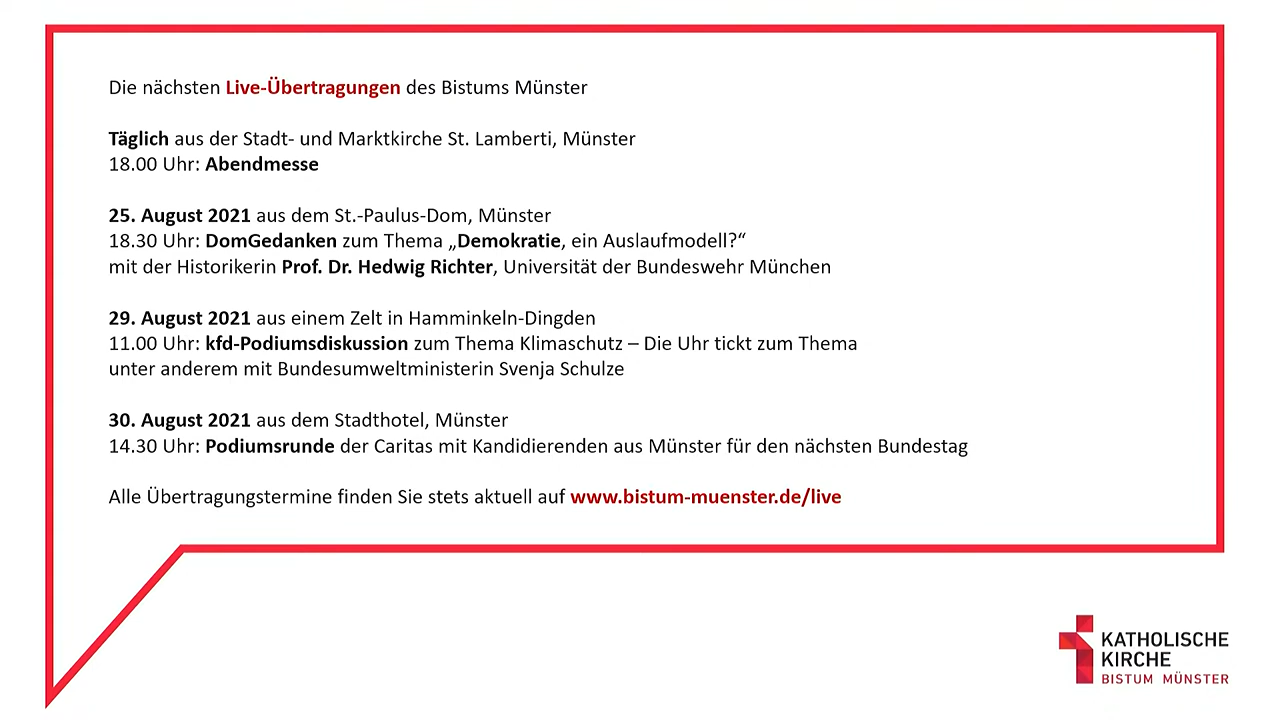 Die nächsten Live-Übertragungen des Bistums Münster
Täglich aus der Stadt- und Marktkirche St. Lamberti, Münster
18.00 Uhr: Abendmesse
25. August 2021 aus dem St.-Paulus-Dom, Münster
18.30 Uhr: DomGedanken zum Thema „Demokratie, ein Auslaufmodell?“
mit der Historikerin Prof. Dr. Hedwig Richter, Universität der Bundeswehr München
29. August 2021 aus einem Zelt in Hamminkeln-Dingden
11.00 Uhr: kfd-Podiumsdiskussion zum Thema Klimaschutz – Die Uhr tickt zum Thema
unter anderem mit Bundesumweltministerin Svenja Schulze
30. August 2021 aus dem Stadthotel, Münster
14.30 Uhr: Podiumsrunde der Caritas mit Kandidierenden aus Münster für den nächsten Bundestag
Alle Übertragungstermine finden Sie stets aktuell auf www.bistum-muenster.de/live
KATHOLISCHE
KIRCHE
BISTUM MÜNSTER